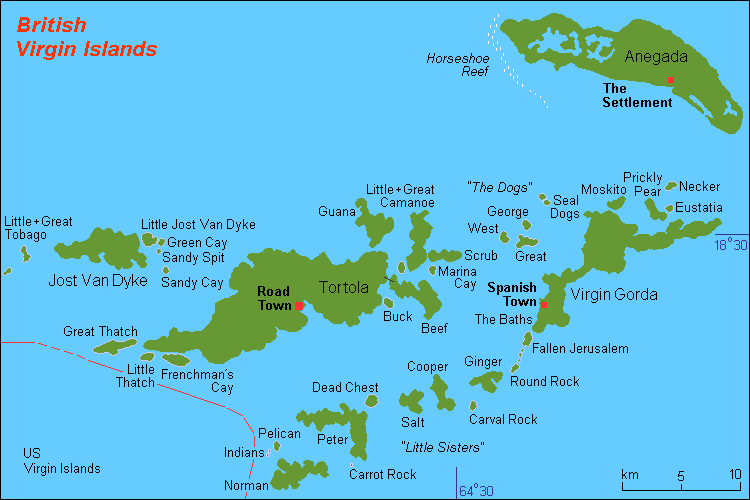 British
Virgin Islands
Horseshoe
Reef
Anegada
The
Settlement
Little+Great
Tobago
Jost Van Dyke
Little Jost Van Dyke
Green Cay
Sandy Spit
Sandy Cay
Guana
Little+Great
Camanoe
"The Dogs"
George
West
Great
Seal
Dogs
Moskito
Prickly
Pear
Necker
Eustatia
18°30
Scrub
Marina
Cay
Road
Town
Tortola
Buck
Beef
Spanish
Town
Virgin Gorda
The Baths
Fallen Jerusalem
Round Rock
Great Thatch
Little
Thatch
Frenchman's
Cay
Dead Chest
Cooper
Ginger
Salt
Carval Rock
"Little Sisters"
Pelican
Indians
Peter
Carrot Rock
Norman
US
Virgin Islands
64°30
km 5 10